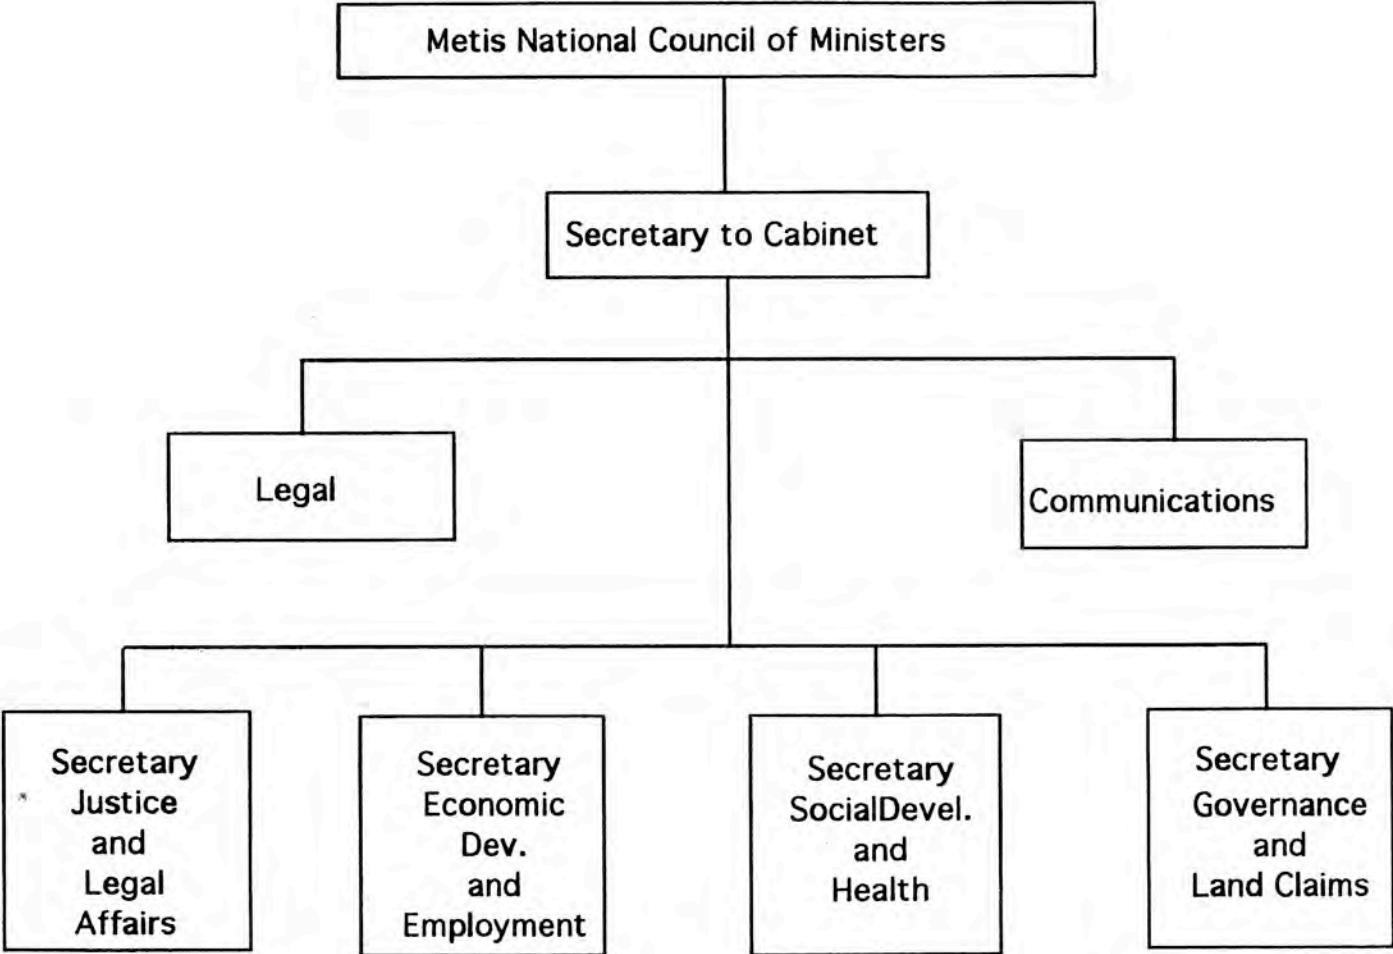 Metis National Council of Ministers
Secretary to Cabinet
Legal
Communications
Secretary
Justice
and
Legal
Affairs
Secretary
Economic
Dev.
and
Employment
Secretary
SocialDevel.
and
Health
Secretary
Governance
and
Land Claims